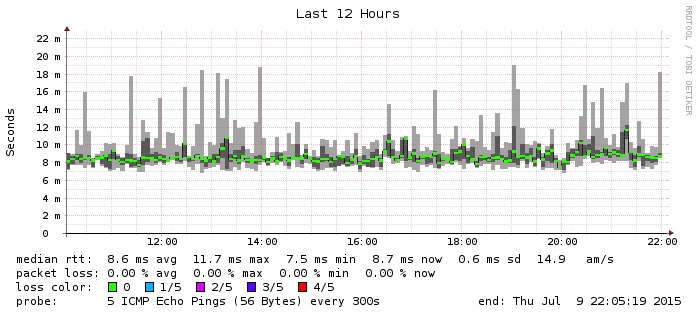 Last 12 Hours
RRDTOOL / TOBI OETIKER
Seconds
22 m
20 m
18 m
16 m
14 m
12 m
10 m
8 m
6 m
4 m
2 m
0
12:00 14:00 16:00 18:00 20:00 22:00
median rtt: 8.6 ms avg 11.7 ms max 7.5 ms min 8.7 ms now 0.6 ms sd 14.9 am/s
packet loss: 0.00 % avg 0.00 % max 0.00 % min 0.00 % now
loss color: 0 1/5 2/5 3/5 4/5
probe: 5 ICMP Echo Pings (56 Bytes) every 300s end: Thu Jul 9 22:05:19 2015